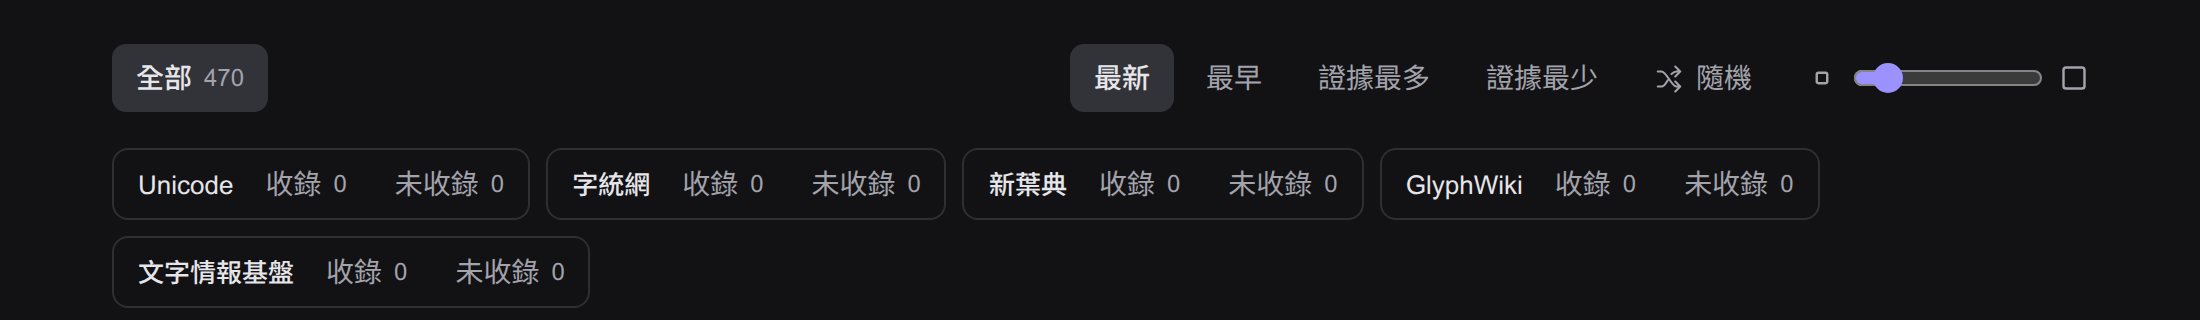 全部 470 最新 最早 證據最多 證據最少 隨機
Unicode 收錄 0 未收錄 0 字統網 收錄 0 未收錄 0 新葉典 收錄 0 未收錄 0 GlyphWiki 收錄 0 未收錄 0
文字情報基盤 收錄 0 未收錄 0